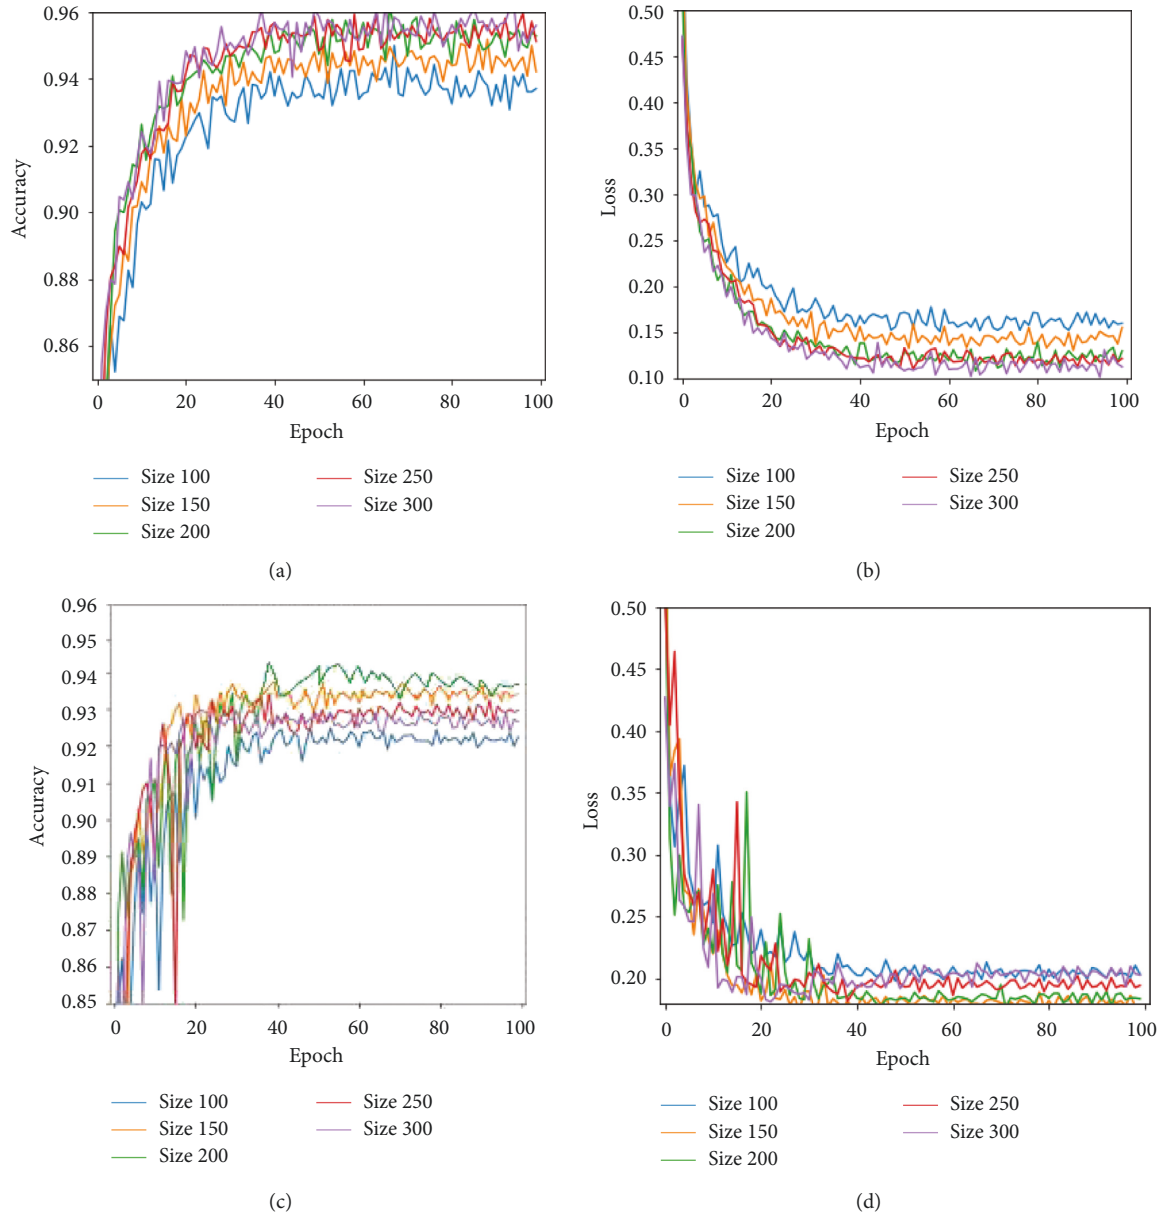 0.96
0.94
0.92
0.90
0.88
0.86
Accuracy
0 20 40 60 80 100
Epoch
Size 100
Size 150
Size 200
Size 250
Size 300
(a)
0.50
0.45
0.40
0.35
0.30
0.25
0.20
0.15
0.10
Loss
0 20 40 60 80 100
Epoch
Size 100
Size 150
Size 200
Size 250
Size 300
(b)
0.96
0.95
0.94
0.93
0.92
0.91
0.90
0.89
0.88
0.87
0.86
0.85
Accuracy
0 20 40 60 80 100
Epoch
Size 100
Size 150
Size 200
Size 250
Size 300
(c)
0.50
0.45
0.40
0.35
0.30
0.25
0.20
Loss
0 20 40 60 80 100
Epoch
Size 100
Size 150
Size 200
Size 250
Size 300
(d)